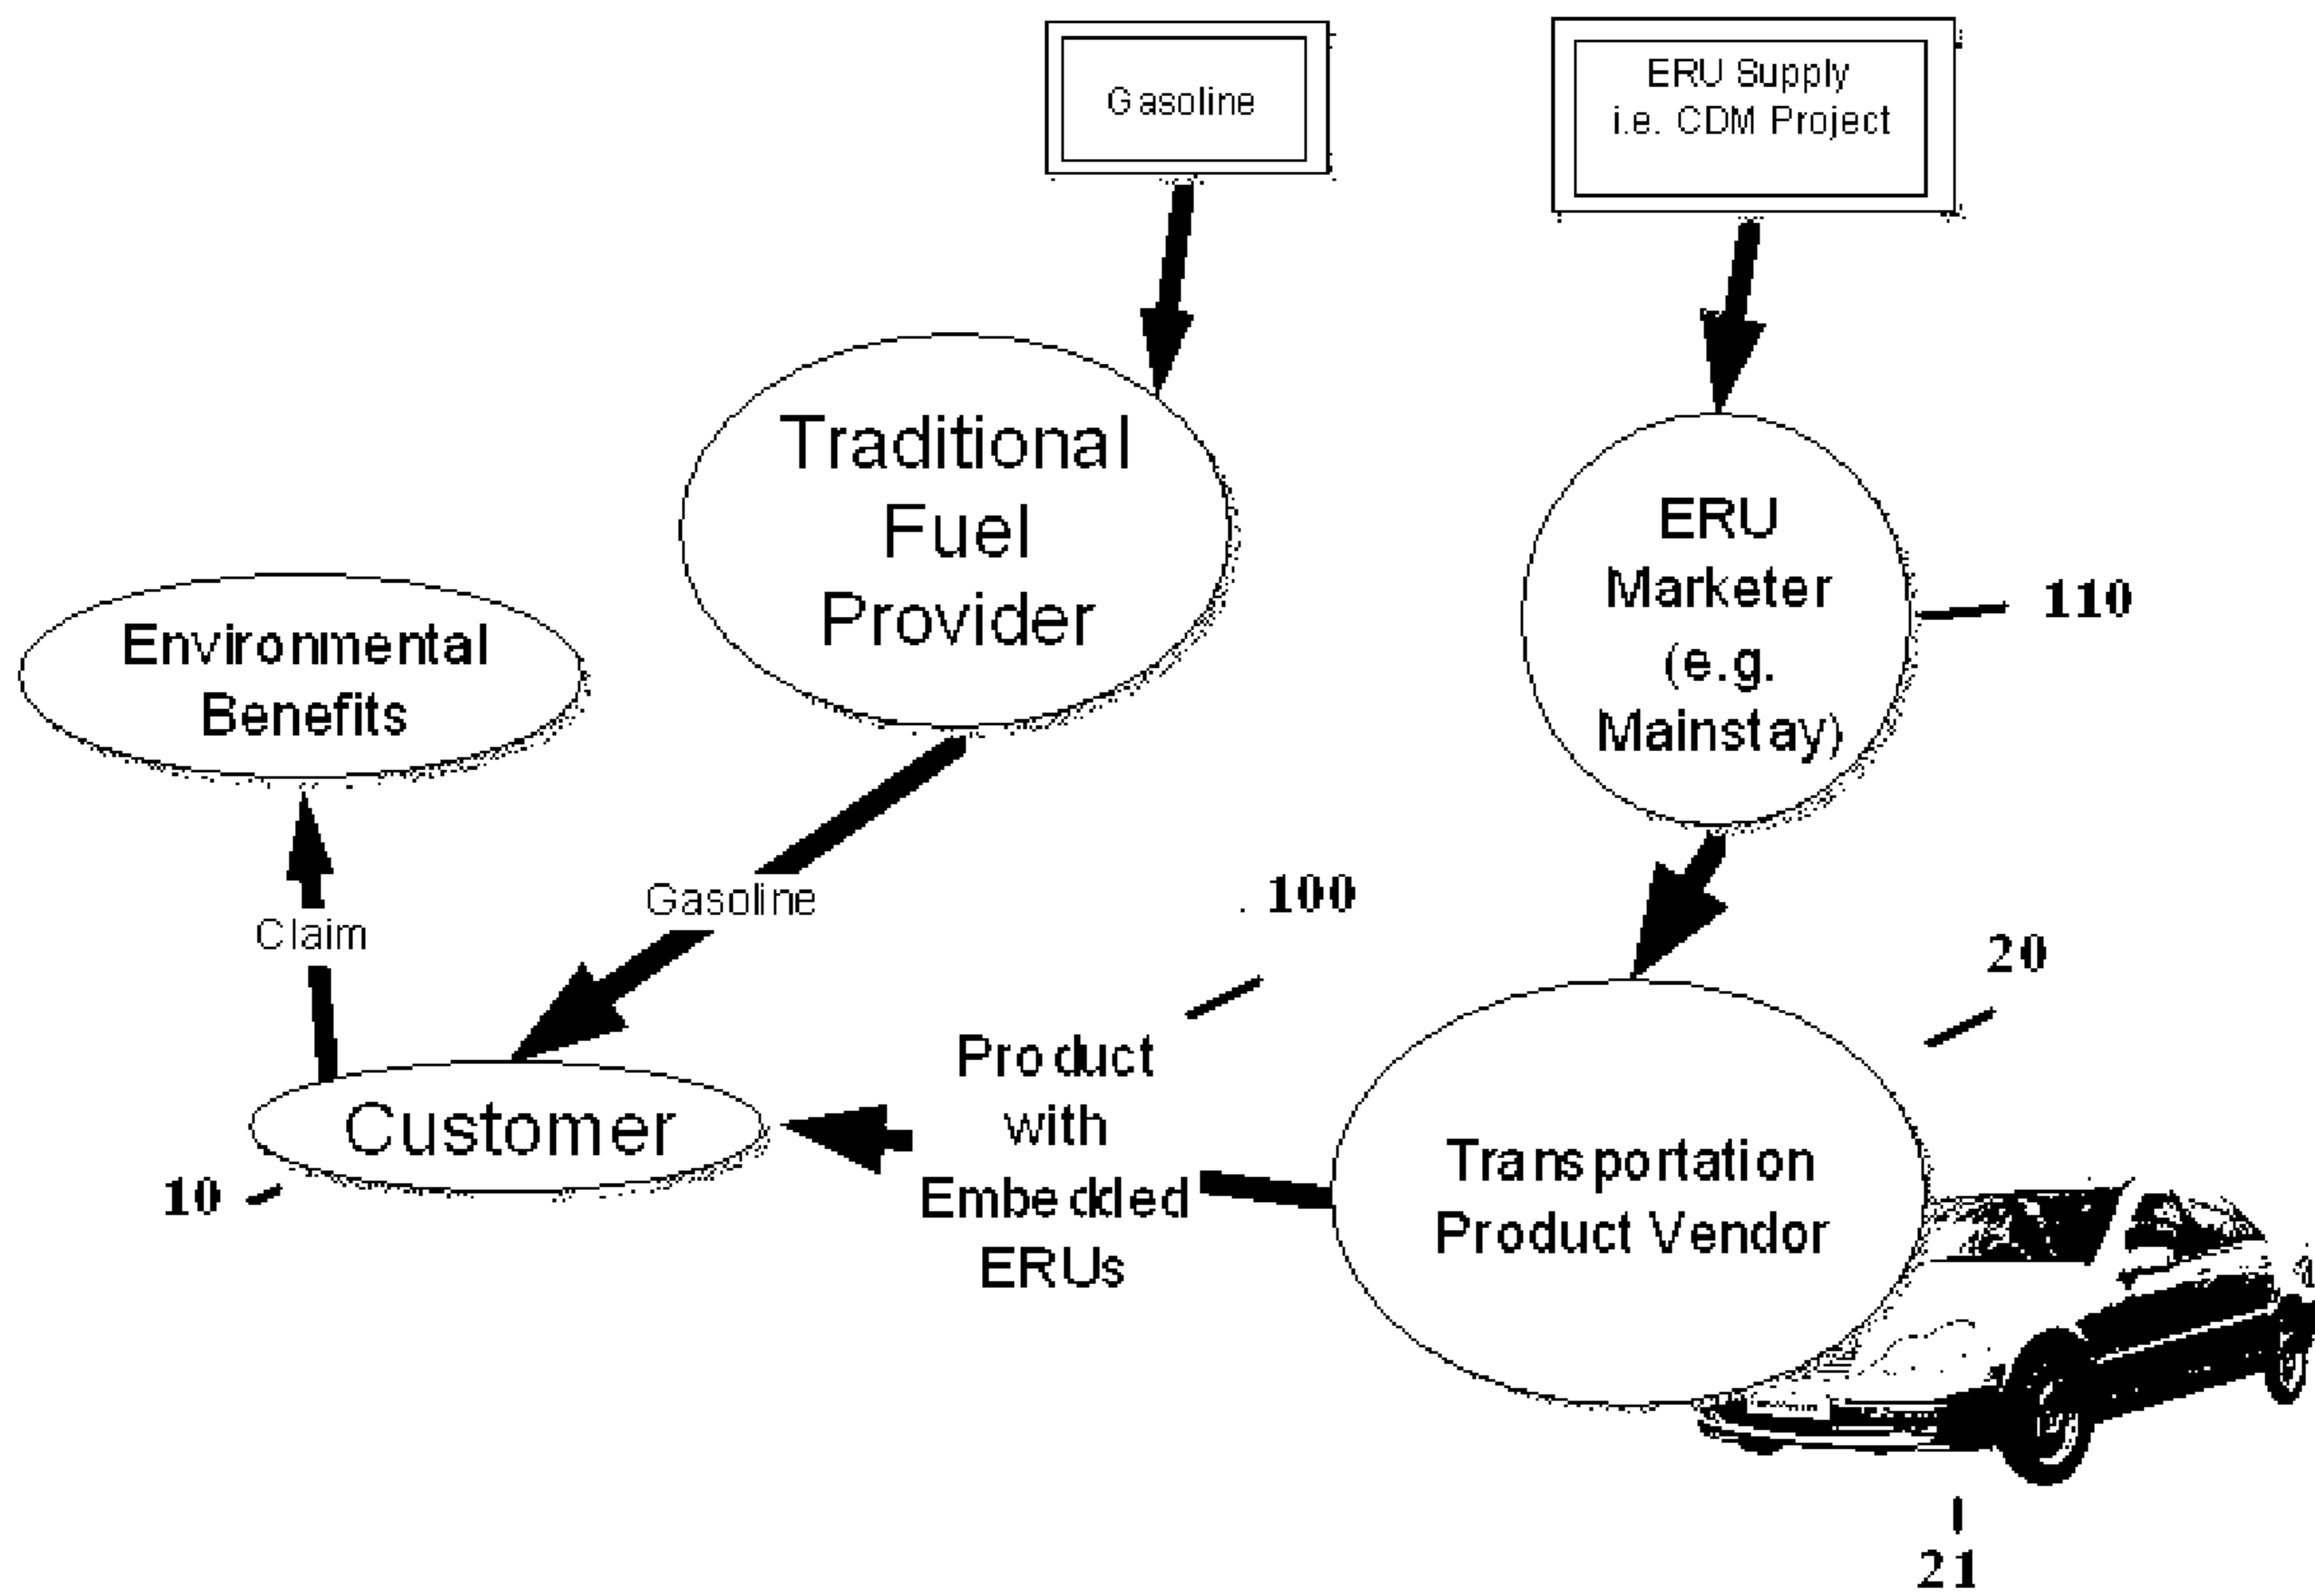 Gasoline
ERU Supply
i.e. CDM Project
Traditional
Fuel
Provider
ERU
Marketer
(e.g.
Mainstay)
110
Environmental
Benefits
Claim
Gasoline
100
20
Product
with
Embedded
ERUs
Customer
10
Transportation
Product Vendor
21